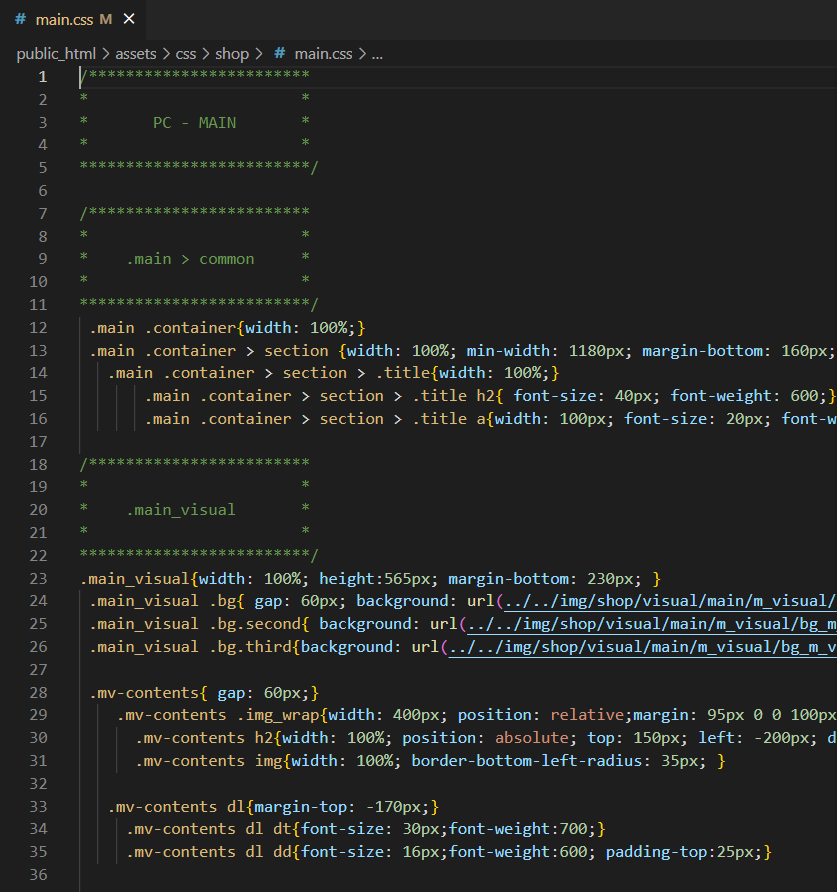 # main.css M ×
public_html > assets > css > shop > # main.css > ...
1 /************************
2 *                       *
3 *       PC - MAIN       *
4 *                       *
5 *************************/
6
7 /************************
8 *                       *
9 *    .main > common     *
10 *                       *
11 *************************/
12 .main .container{width: 100%;}
13 .main .container > section {width: 100%; min-width: 1180px; margin-bottom: 160px;
14 .main .container > section > .title{width: 100%;}
15 .main .container > section > .title h2{ font-size: 40px; font-weight: 600;}
16 .main .container > section > .title a{width: 100px; font-size: 20px; font-w
17
18 /************************
19 *                       *
20 *    .main_visual       *
21 *                       *
22 *************************/
23 .main_visual{width: 100%; height:565px; margin-bottom: 230px; }
24 .main_visual .bg{ gap: 60px; background: url(../../img/shop/visual/main/m_visual/
25 .main_visual .bg.second{ background: url(../../img/shop/visual/main/m_visual/bg_m
26 .main_visual .bg.third{background: url(../../img/shop/visual/main/m_visual/bg_m_v
27
28 .mv-contents{ gap: 60px;}
29 .mv-contents .img_wrap{width: 400px; position: relative;margin: 95px 0 0 100px
30 .mv-contents h2{width: 100%; position: absolute; top: 150px; left: -200px; d
31 .mv-contents img{width: 100%; border-bottom-left-radius: 35px; }
32
33 .mv-contents dl{margin-top: -170px;}
34 .mv-contents dl dt{font-size: 30px;font-weight:700;}
35 .mv-contents dl dd{font-size: 16px;font-weight:600; padding-top:25px;}
36